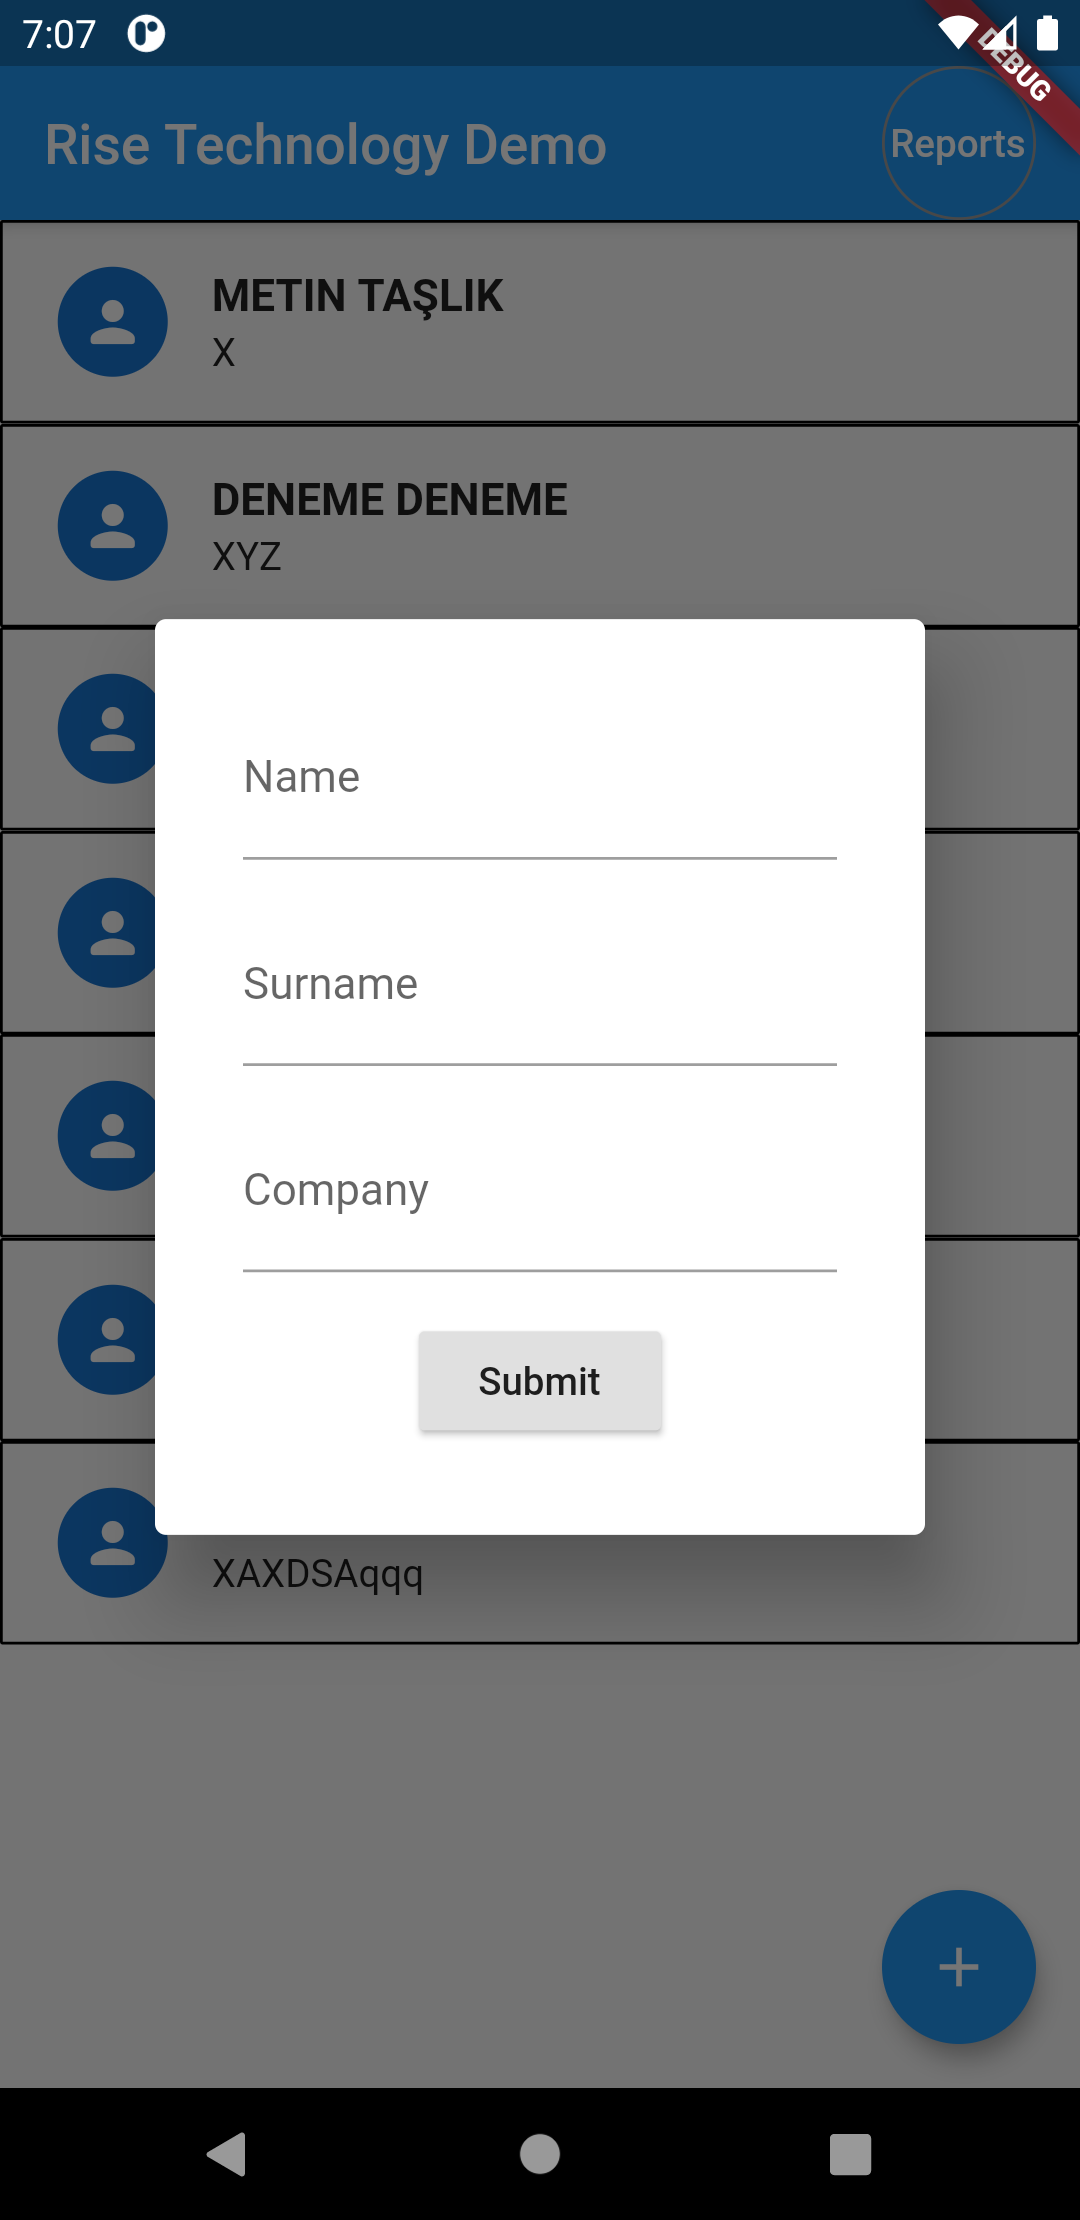 7:07
DEBUG
Rise Technology Demo
Reports
METIN TAŞLIK
X
DENEME DENEME
XYZ
Name
Surname
Company
Submit
XAXDSAqqq